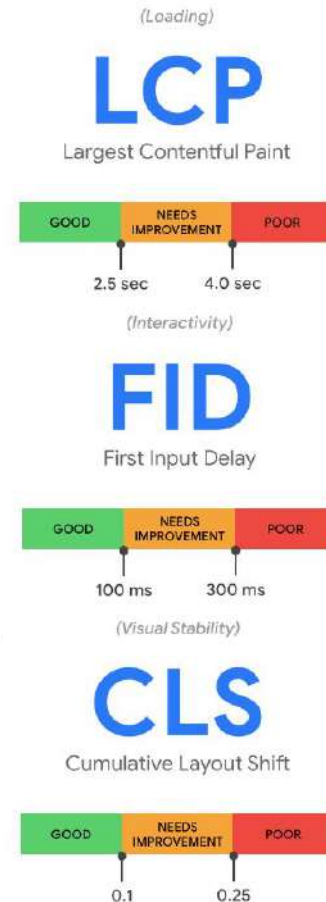 (Loading)
LCP
Largest Contentful Paint
GOOD NEEDS IMPROVEMENT POOR
2.5 sec 4.0 sec
(Interactivity)
FID
First Input Delay
GOOD NEEDS IMPROVEMENT POOR
100 ms 300 ms
(Visual Stability)
CLS
Cumulative Layout Shift
GOOD NEEDS IMPROVEMENT POOR
0.1 0.25